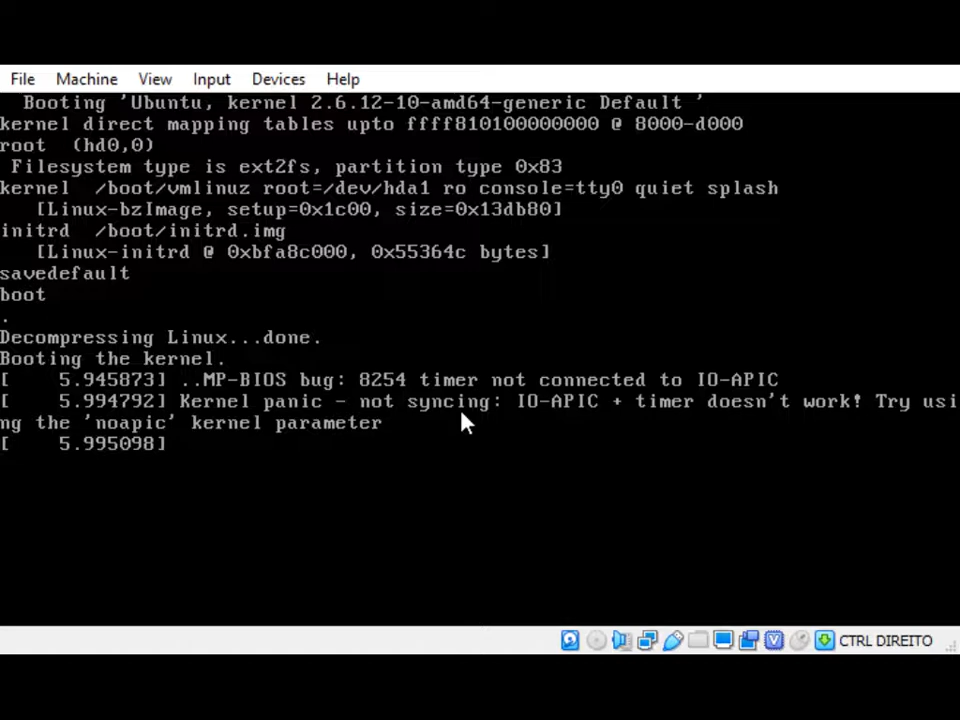 File Machine View Input Devices Help
Booting 'Ubuntu, kernel 2.6.12-10-amd64-generic Default '
kernel direct mapping tables upto ffff810100000000 @ 8000-d000
root (hd0,0)
Filesystem type is ext2fs, partition type 0x83
kernel /boot/vmlinuz root=/dev/hda1 ro console=tty0 quiet splash
[Linux-bzImage, setup=0x1c00, size=0x13db80]
initrd /boot/initrd.img
[Linux-initrd @ 0xbfa8c000, 0x55364c bytes]
savedefault
boot
.
Decompressing Linux...done.
Booting the kernel.
[ 5.945873] ..MP-BIOS bug: 8254 timer not connected to IO-APIC
[ 5.994792] Kernel panic - not syncing: IO-APIC + timer doesn't work! Try usi
ng the 'noapic' kernel parameter
[ 5.995098]
CTRL DIREITO